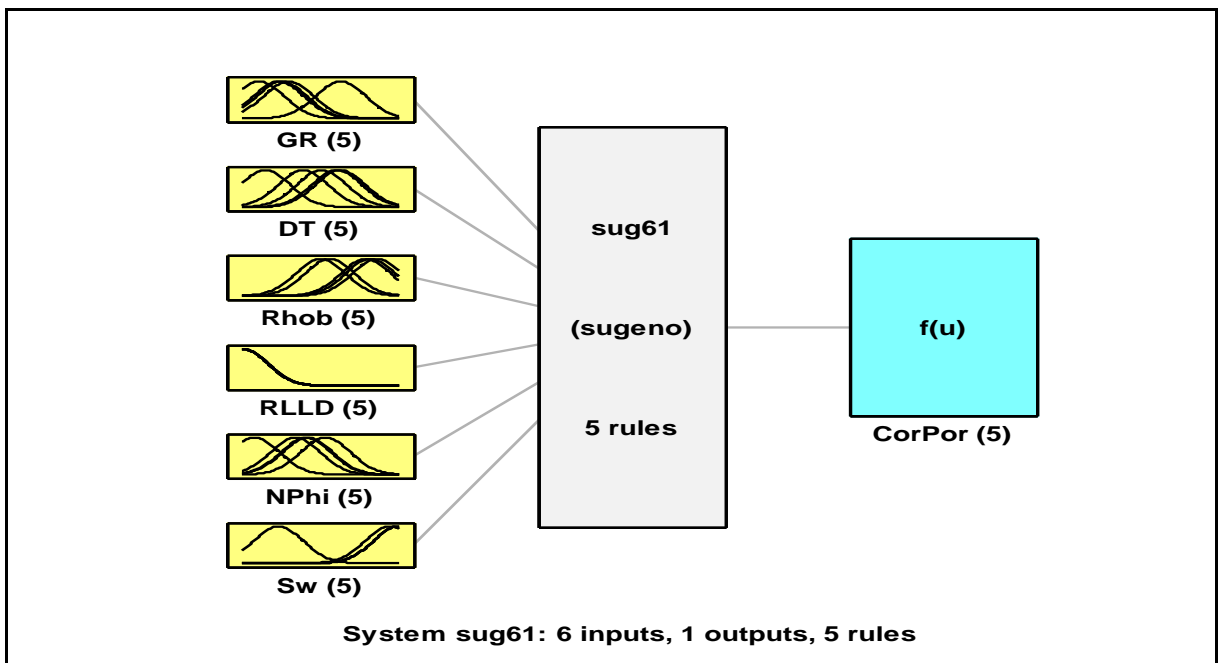 GR (5)
DT (5)
Rhob (5)
RLLD (5)
NPhi (5)
Sw (5)
sug61
(sugeno)
5 rules
f(u)
CorPor (5)
System sug61: 6 inputs, 1 outputs, 5 rules